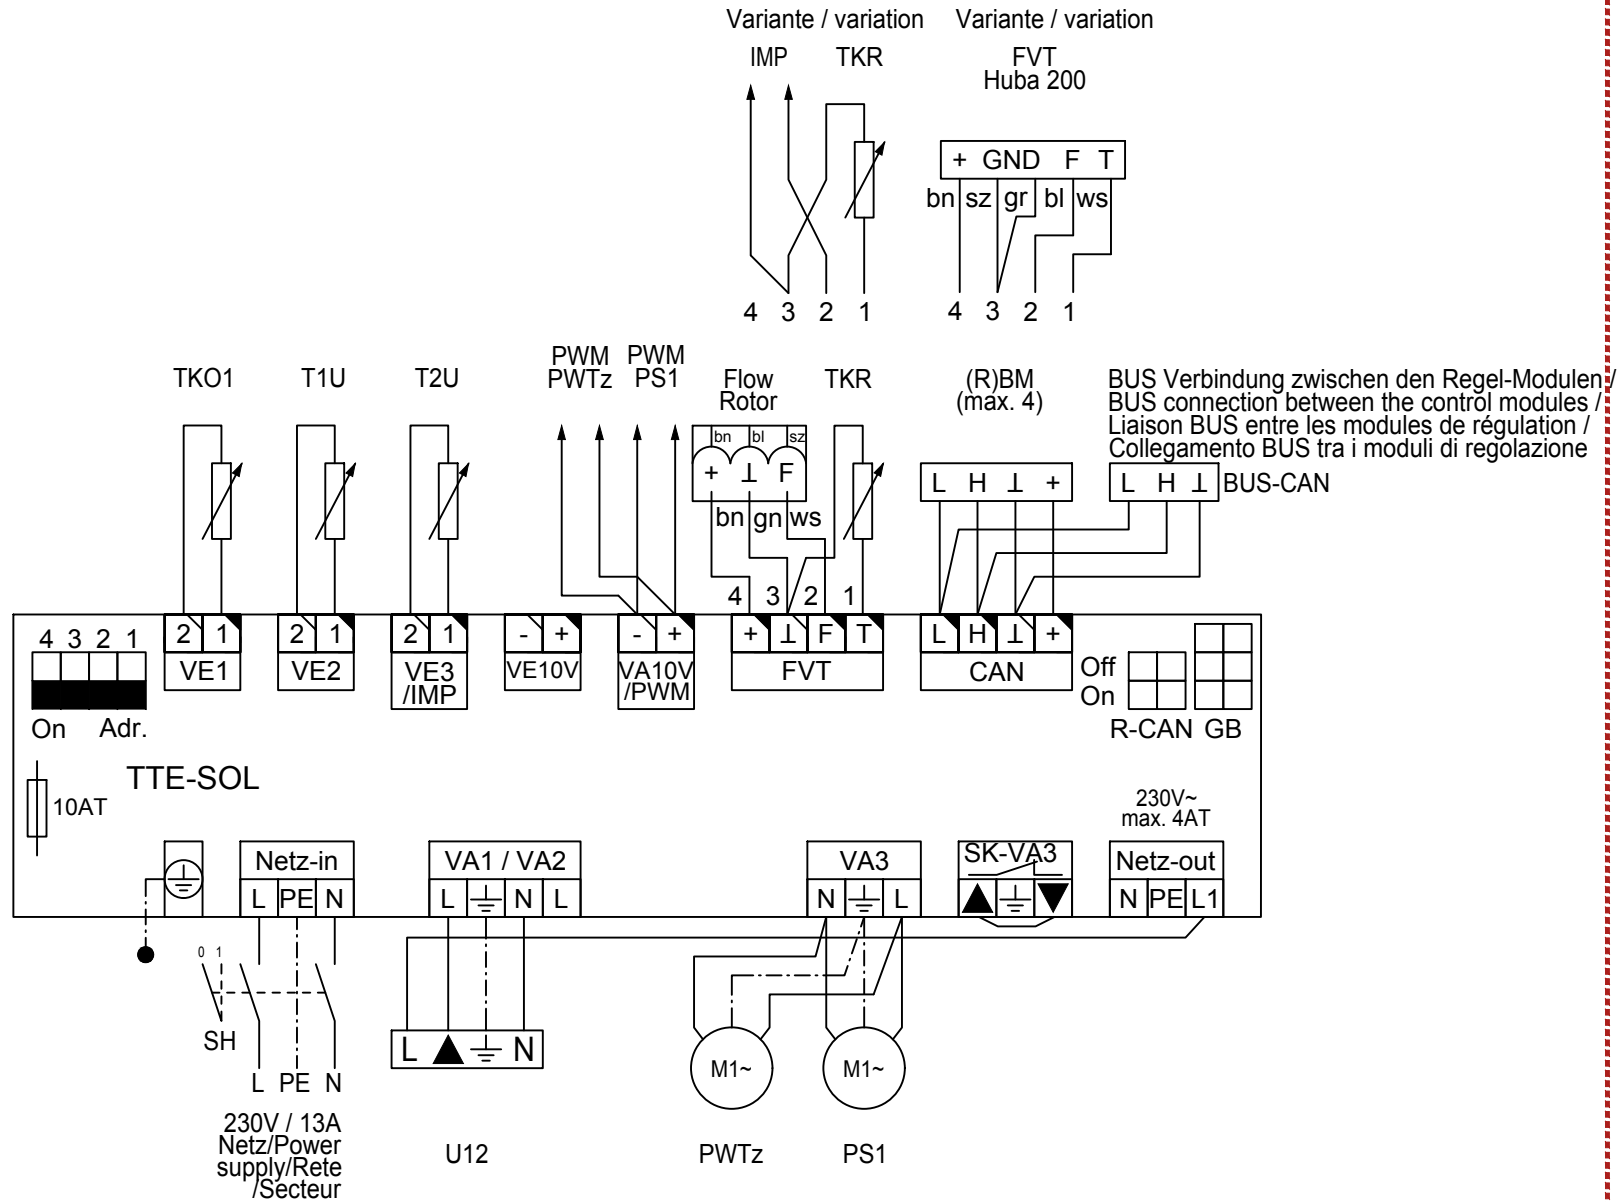 Variante / variation Variante / variation
IMP TKR FVT
Huba 200
+ GND F T
bn sz gr bl ws
4 3 2 1 4 3 2 1
TKO1 T1U T2U
PWM PWM
PWTz PS1
Flow
Rotor
TKR
(R)BM
(max. 4)
BUS Verbindung zwischen den Regel-Modulen /
BUS connection between the control modules /
Liaison BUS entre les modules de régulation /
Collegamento BUS tra i moduli di regolazione
bn bl sz
+ ⊥ F
bn gn ws
L H ⊥ +
L H ⊥ BUS-CAN
4 3 2 1
4 3 2 1
On Adr.
2 1
VE1
2 1
VE2
2 1
VE3
/IMP
- +
VE10V
- +
VA10V
/PWM
+ ⊥ F T
FVT
L H ⊥ +
CAN
Off
On
R-CAN GB
TTE-SOL
10AT
230V~
max. 4AT
Netz-in
L PE N
VA1 / VA2
L N L
VA3
N L
SK-VA3
Netz-out
N PE L1
0 1
SH
L PE N
230V / 13A
Netz/Power
supply/Rete
/Secteur
L N
U12
M1~
PWTz
M1~
PS1